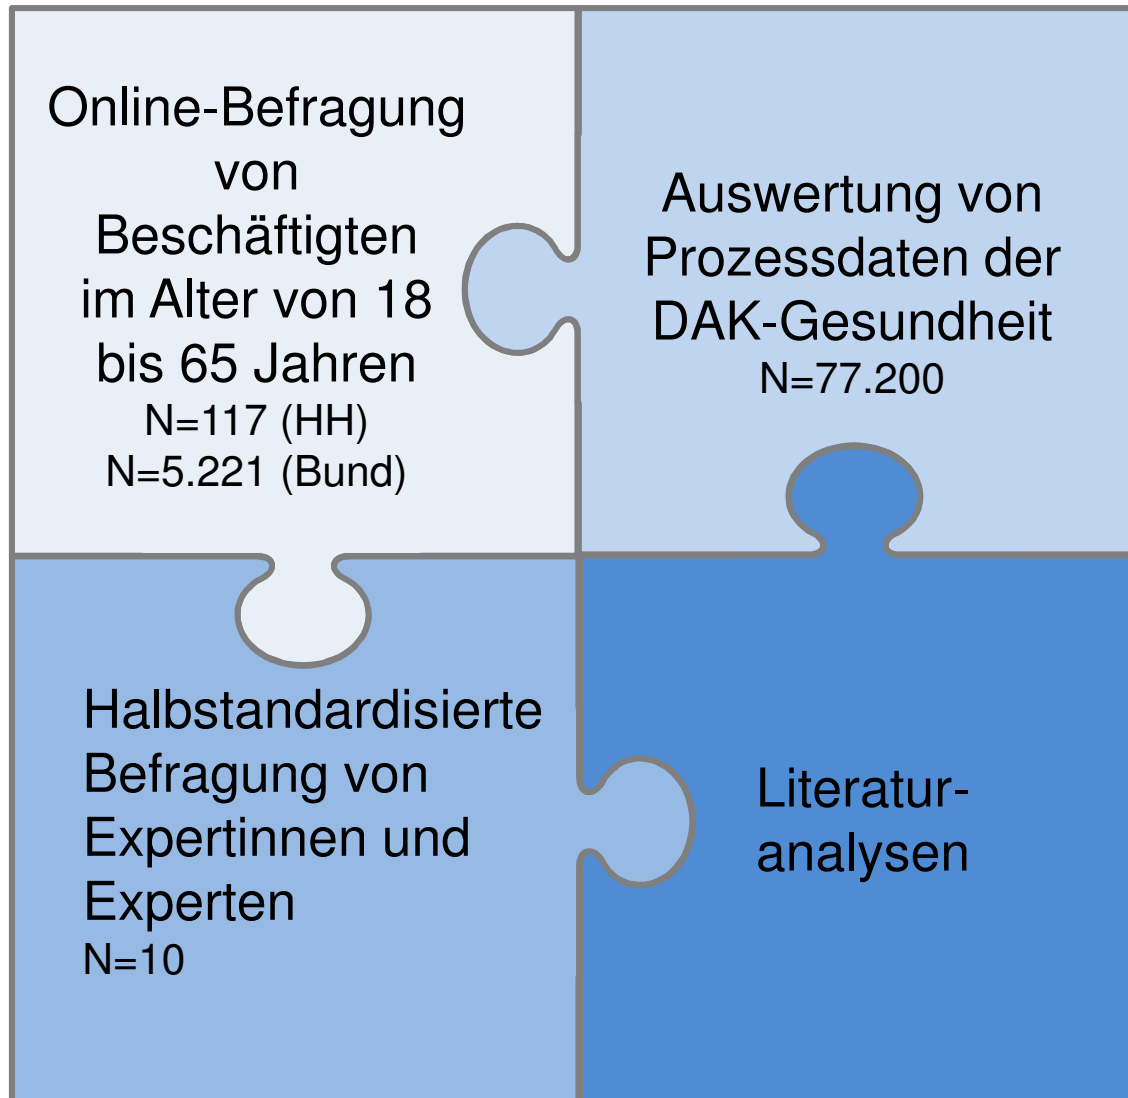 Online-Befragung
von
Beschäftigten
im Alter von 18
bis 65 Jahren
N=117 (HH)
N=5.221 (Bund)
Auswertung von
Prozessdaten der
DAK-Gesundheit
N=77.200
Halbstandardisierte
Befragung von
Expertinnen und
Experten
N=10
Literatur-
analysen